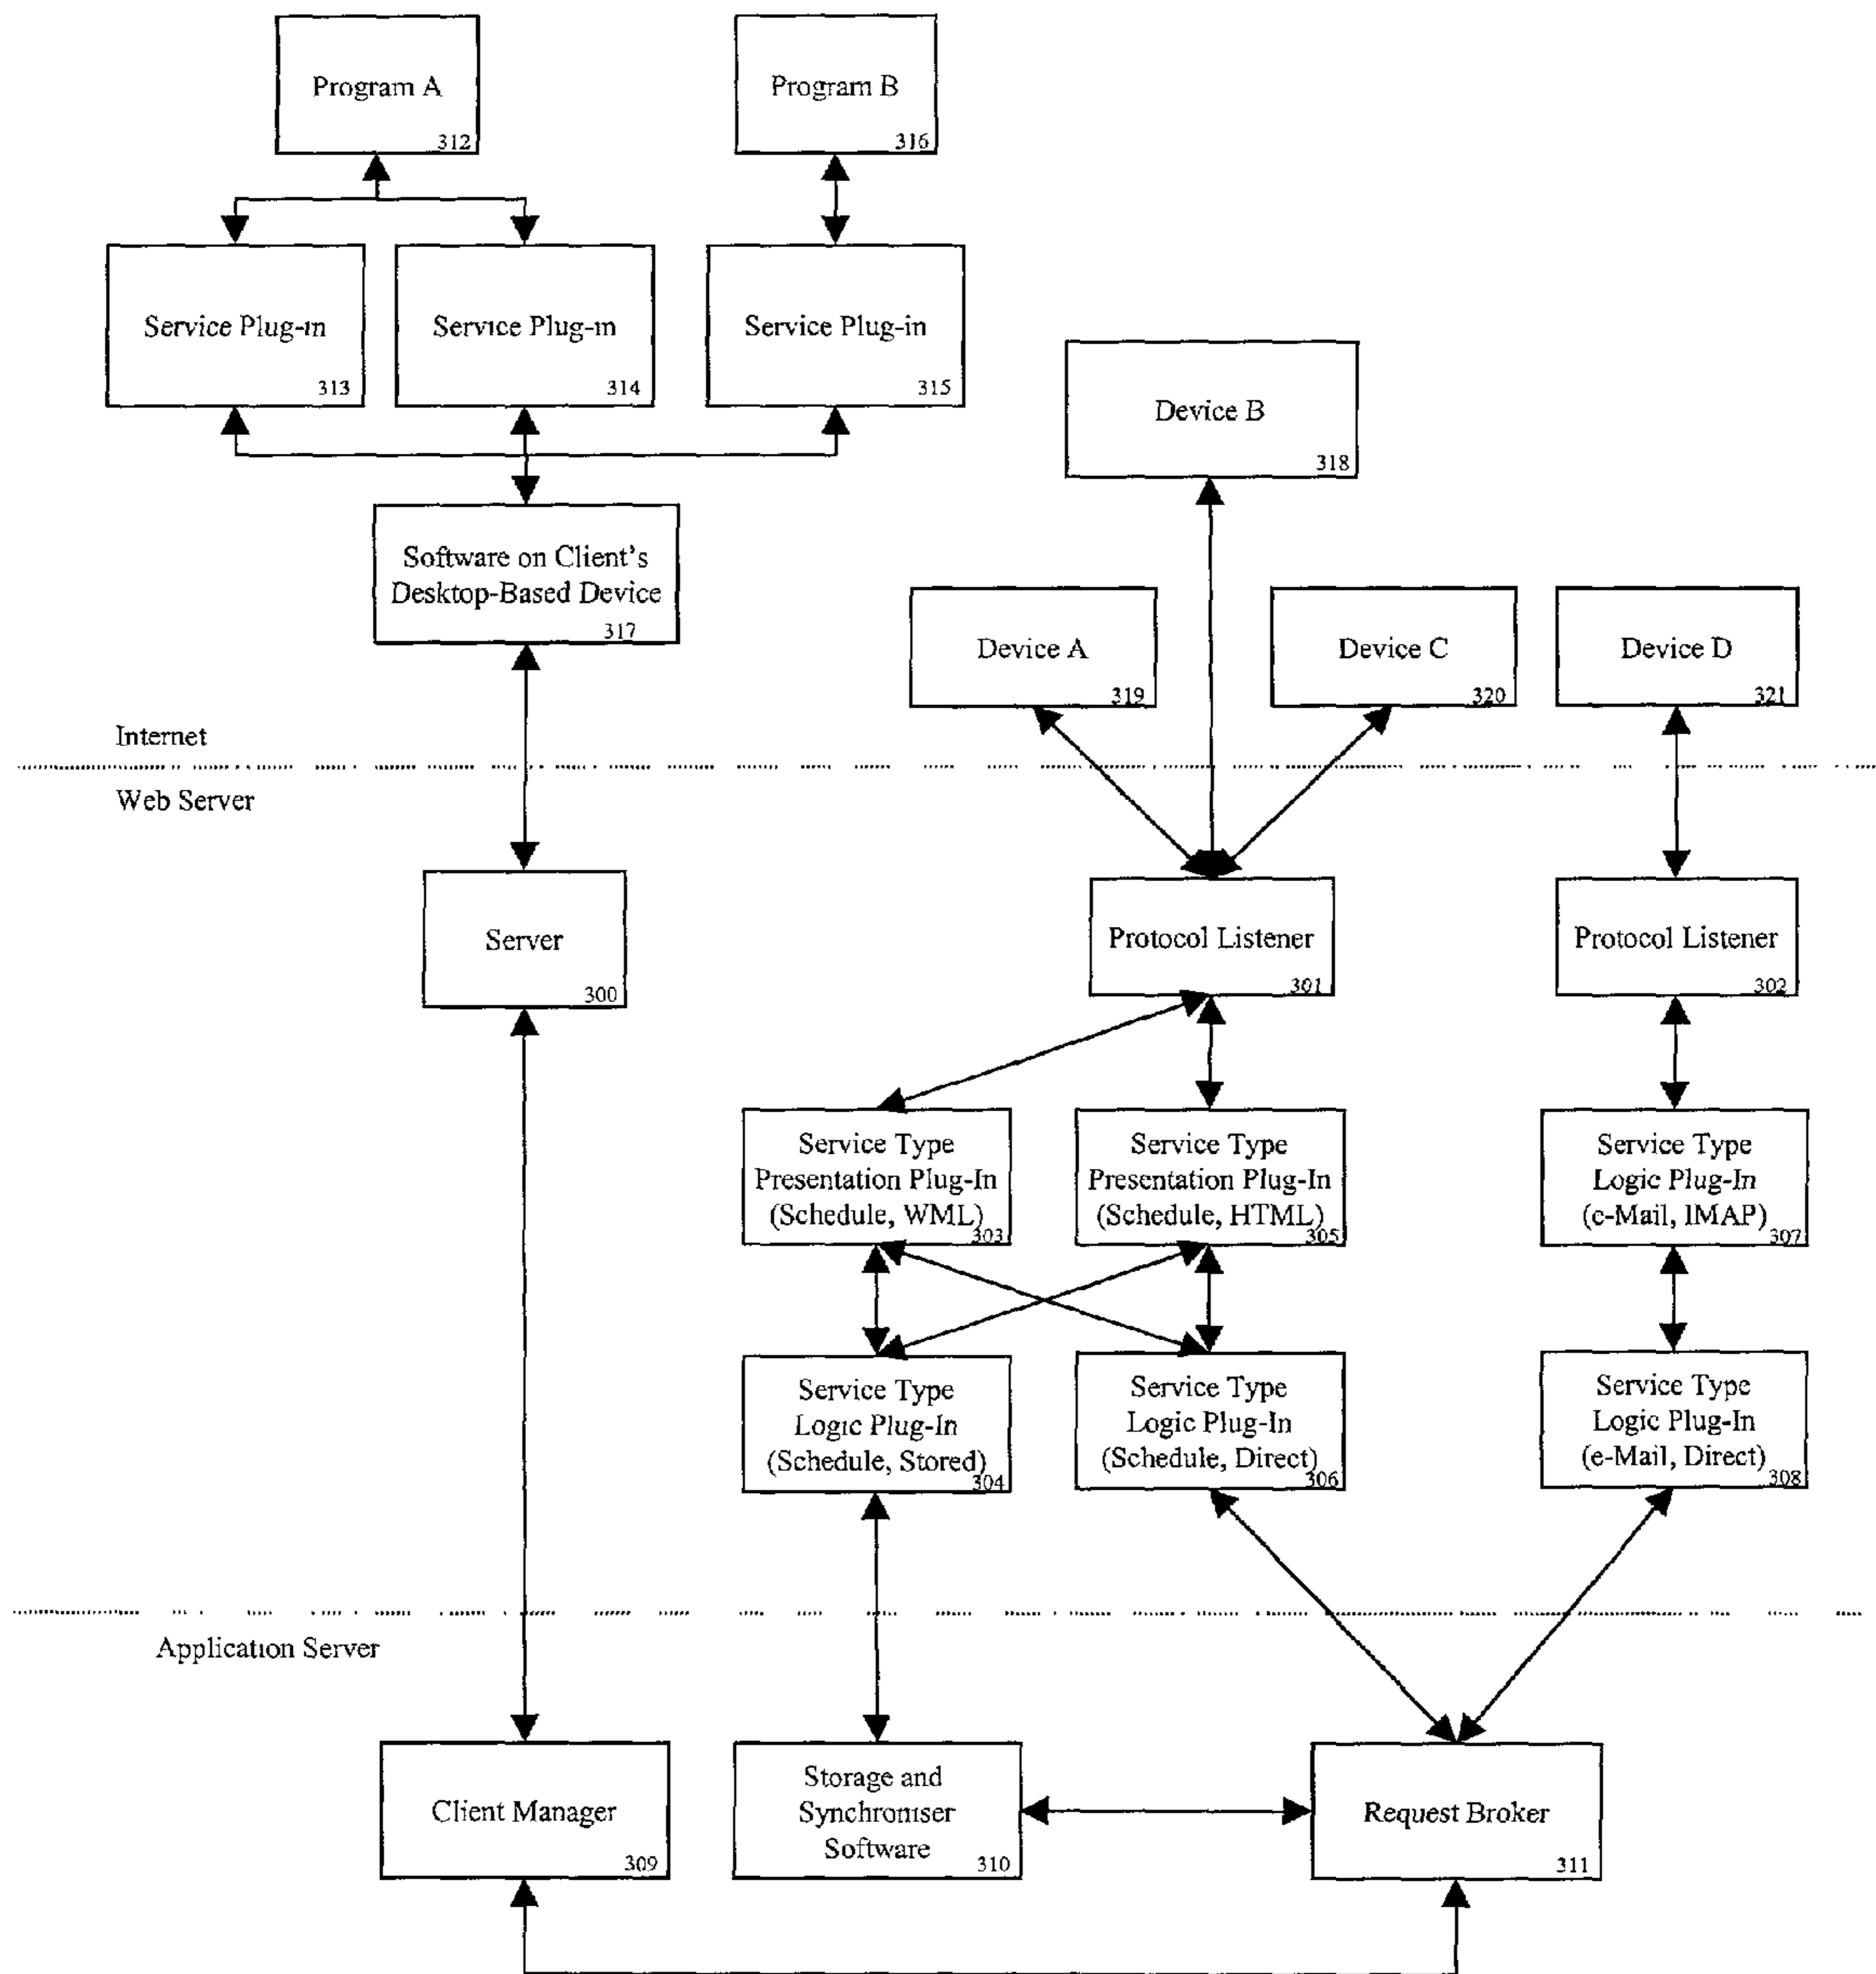 Program A
312
Program B
316
Service Plug-in
313
Service Plug-in
314
Service Plug-in
315
Device B
318
Software on Client's
Desktop-Based Device
317
Device A
319
Device C
320
Device D
321
Internet
Web Server
Server
300
Protocol Listener
301
Protocol Listener
302
Service Type
Presentation Plug-In
(Schedule, WML)
303
Service Type
Presentation Plug-In
(Schedule, HTML)
305
Service Type
Logic Plug-In
(e-Mail, IMAP)
307
Service Type
Logic Plug-In
(Schedule, Stored)
304
Service Type
Logic Plug-In
(Schedule, Direct)
306
Service Type
Logic Plug-In
(e-Mail, Direct)
308
Application Server
Client Manager
309
Storage and
Synchroniser
Software
310
Request Broker
311